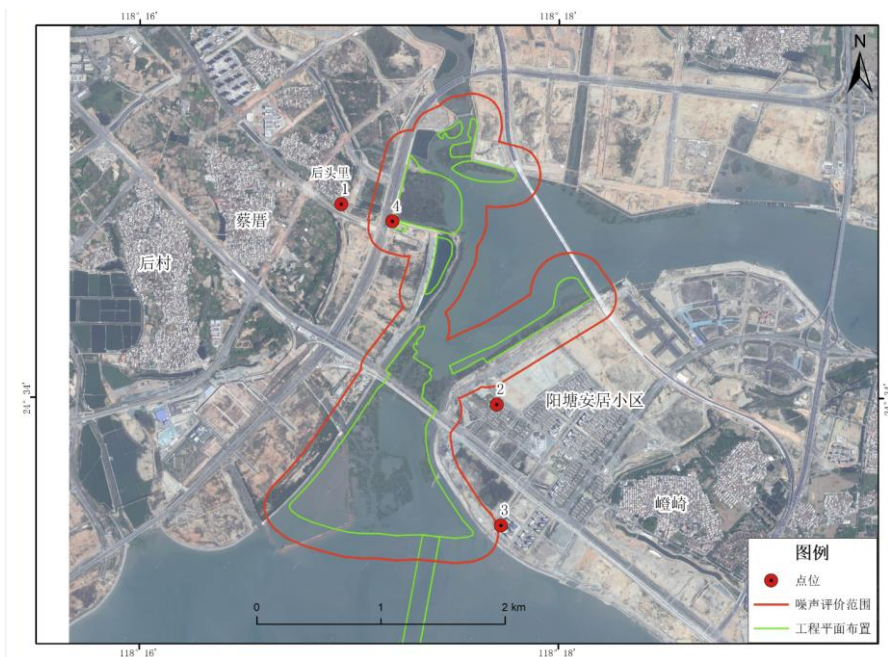 118° 16′
118° 18′
N
后头里
1
4
蔡厝
后村
24° 34′
24° 34′
2
阳塘安居小区
3
嶝崎
图例
点位
噪声评价范围
工程平面布置
0
1
2 km
118° 16′
118° 18′